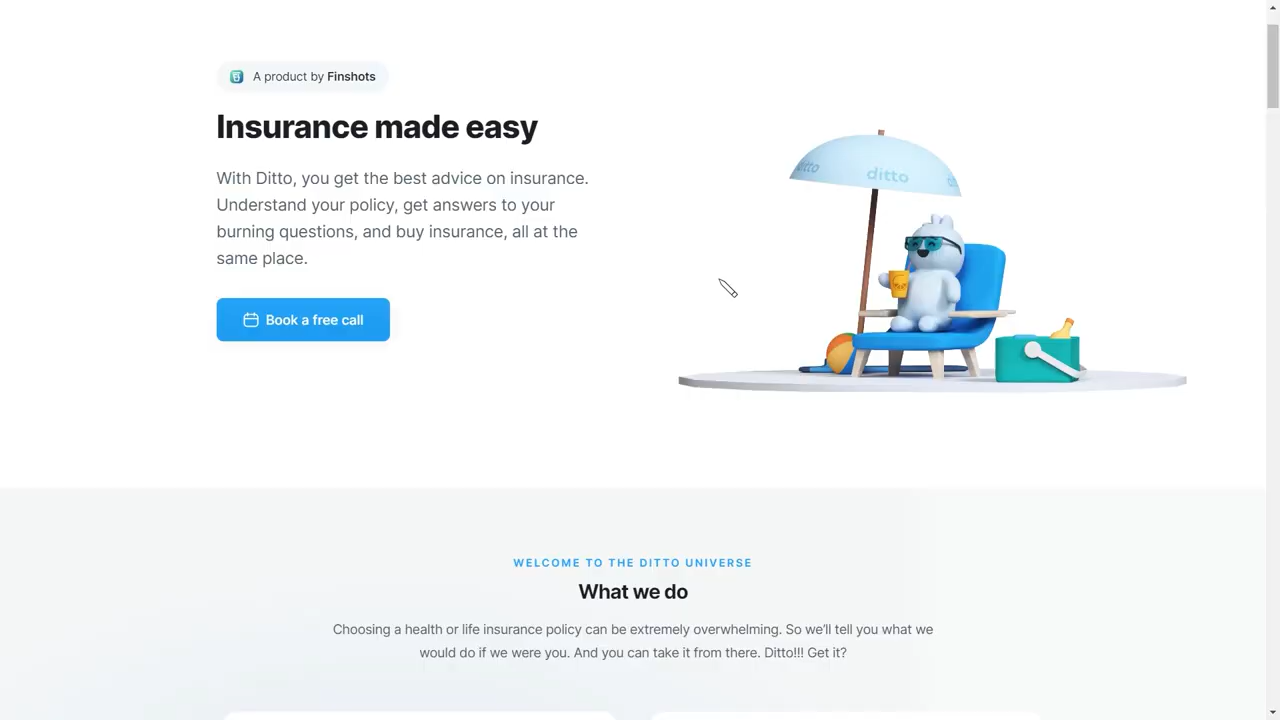 A product by Finshots
Insurance made easy
With Ditto, you get the best advice on insurance.
Understand your policy, get answers to your
burning questions, and buy insurance, all at the
same place.
Book a free call
ditto
ditto
WELCOME TO THE DITTO UNIVERSE
What we do
Choosing a health or life insurance policy can be extremely overwhelming. So we'll tell you what we
would do if we were you. And you can take it from there. Ditto!!! Get it?